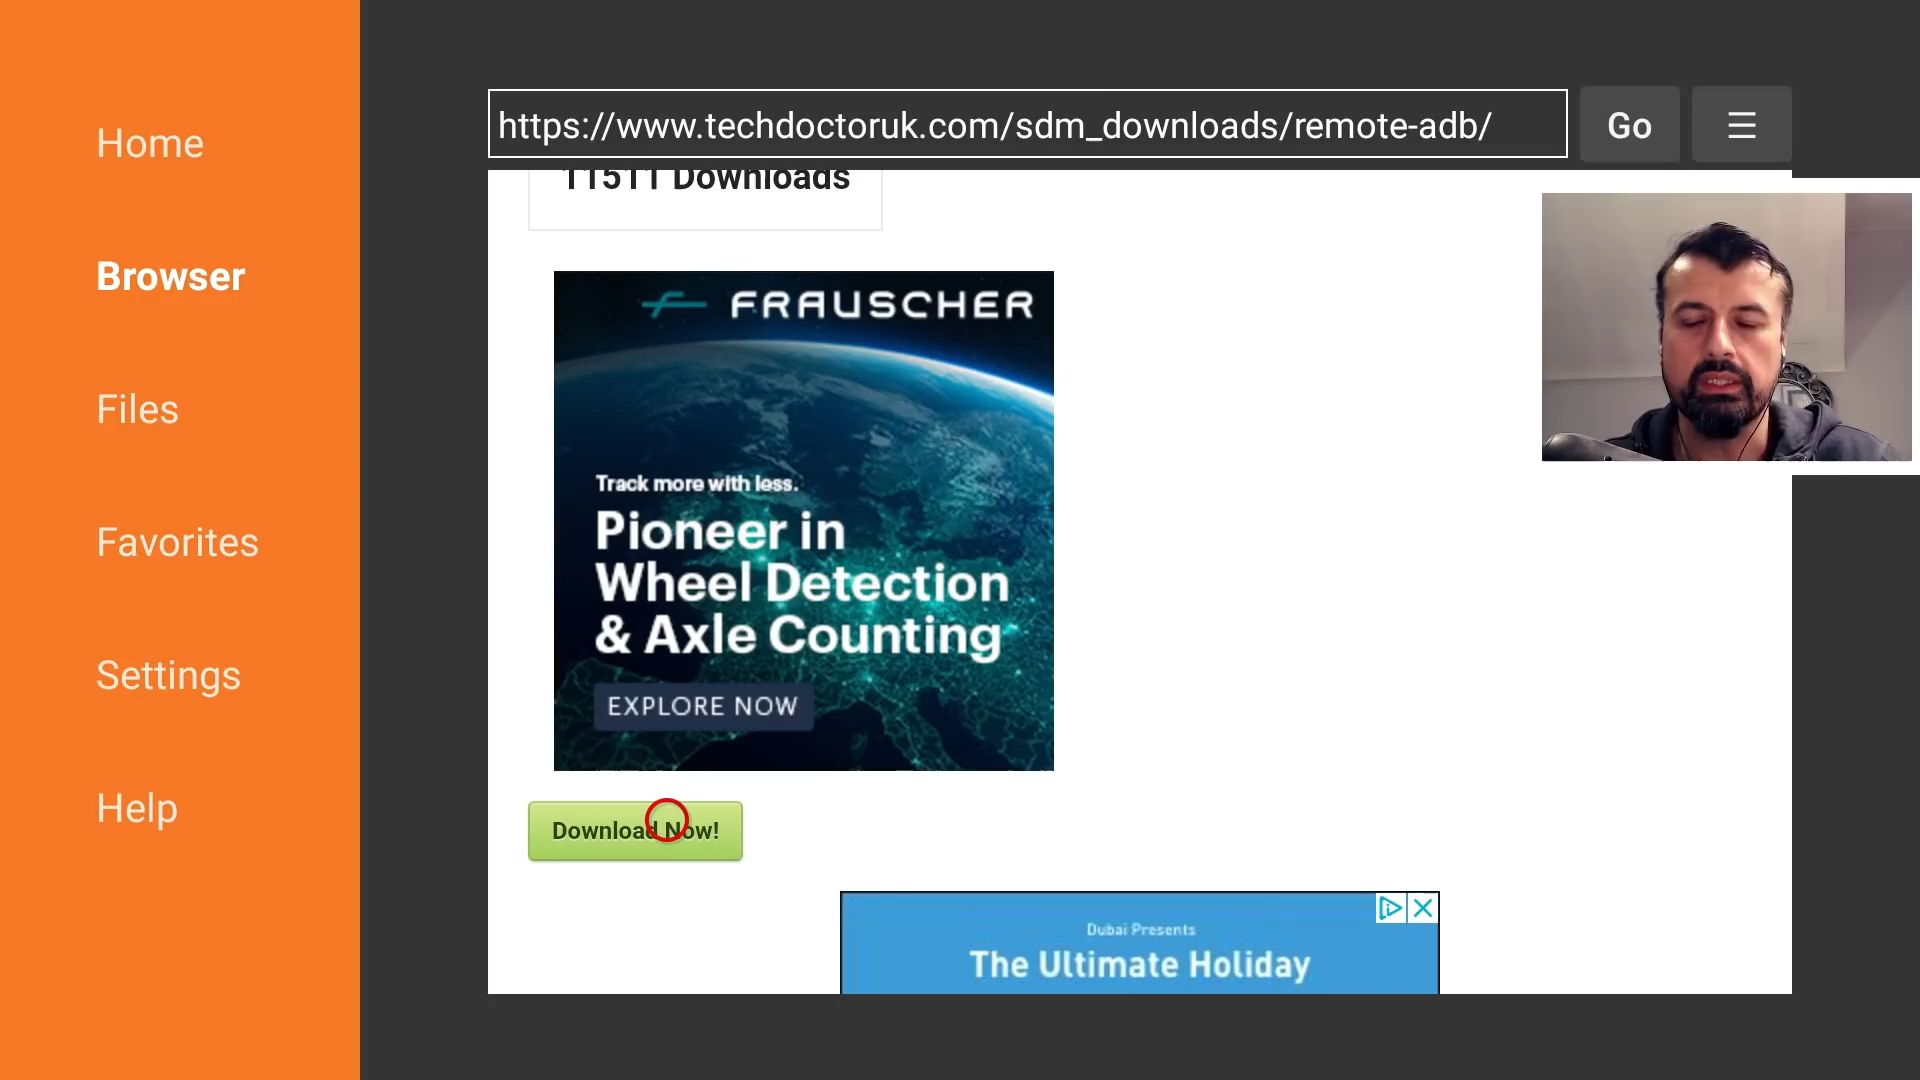 Home
Browser
Files
Favorites
Settings
Help
https://www.techdoctoruk.com/sdm_downloads/remote-adb/
Go
11511 Downloads
FRAUSCHER
Track more with less.
Pioneer in
Wheel Detection
& Axle Counting
EXPLORE NOW
Download Now!
Dubai Presents
The Ultimate Holiday